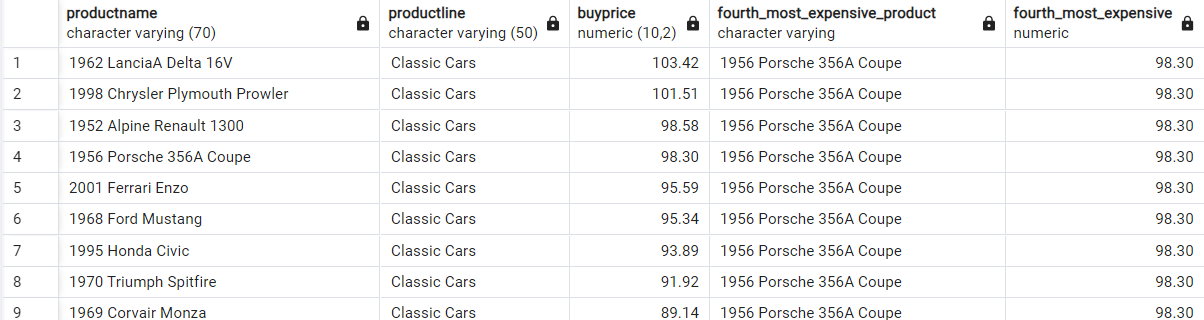 productname productline buyprice fourth_most_expensive_product fourth_most_expensive
character varying (70) character varying (50) numeric (10,2) character varying numeric
1 1962 LanciaA Delta 16V Classic Cars 103.42 1956 Porsche 356A Coupe 98.30
2 1998 Chrysler Plymouth Prowler Classic Cars 101.51 1956 Porsche 356A Coupe 98.30
3 1952 Alpine Renault 1300 Classic Cars 98.58 1956 Porsche 356A Coupe 98.30
4 1956 Porsche 356A Coupe Classic Cars 98.30 1956 Porsche 356A Coupe 98.30
5 2001 Ferrari Enzo Classic Cars 95.59 1956 Porsche 356A Coupe 98.30
6 1968 Ford Mustang Classic Cars 95.34 1956 Porsche 356A Coupe 98.30
7 1995 Honda Civic Classic Cars 93.89 1956 Porsche 356A Coupe 98.30
8 1970 Triumph Spitfire Classic Cars 91.92 1956 Porsche 356A Coupe 98.30
9 1969 Corvair Monza Classic Cars 89.14 1956 Porsche 356A Coupe 98.30